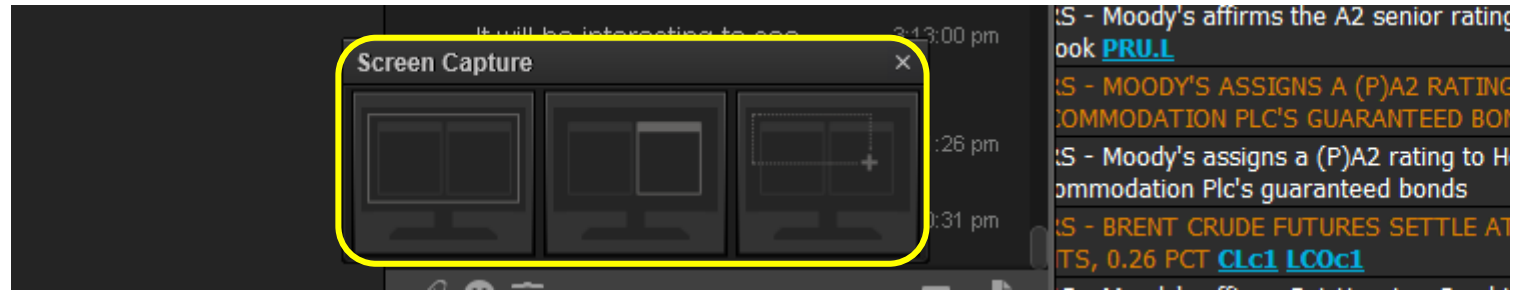 It will be interesting to see
3:13:00 pm
Screen Capture
:26 pm
:31 pm
S - Moody's affirms the A2 senior rating
ook PRU.L
S - MOODY'S ASSIGNS A (P)A2 RATING
COMMODATION PLC'S GUARANTEED BON
S - Moody's assigns a (P)A2 rating to H
ommodation Plc's guaranteed bonds
RS - BRENT CRUDE FUTURES SETTLE AT
TS, 0.26 PCT CLc1 LCOc1